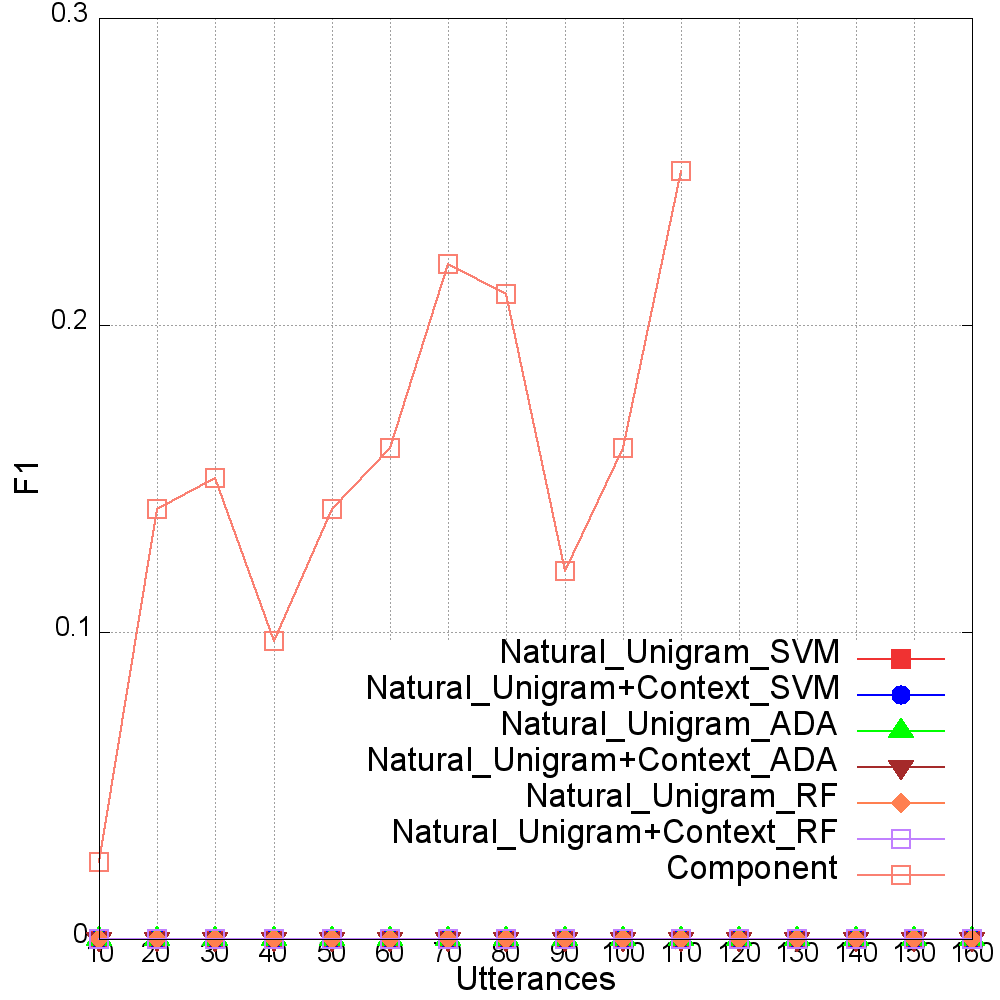 0.3
0.2
0.1
0
F1
Natural_Unigram_SVM
Natural_Unigram+Context_SVM
Natural_Unigram_ADA
Natural_Unigram+Context_ADA
Natural_Unigram_RF
Natural_Unigram+Context_RF
Component
10 20 30 40 50 60 70 80 90 100 110 120 130 140 150 160
Utterances